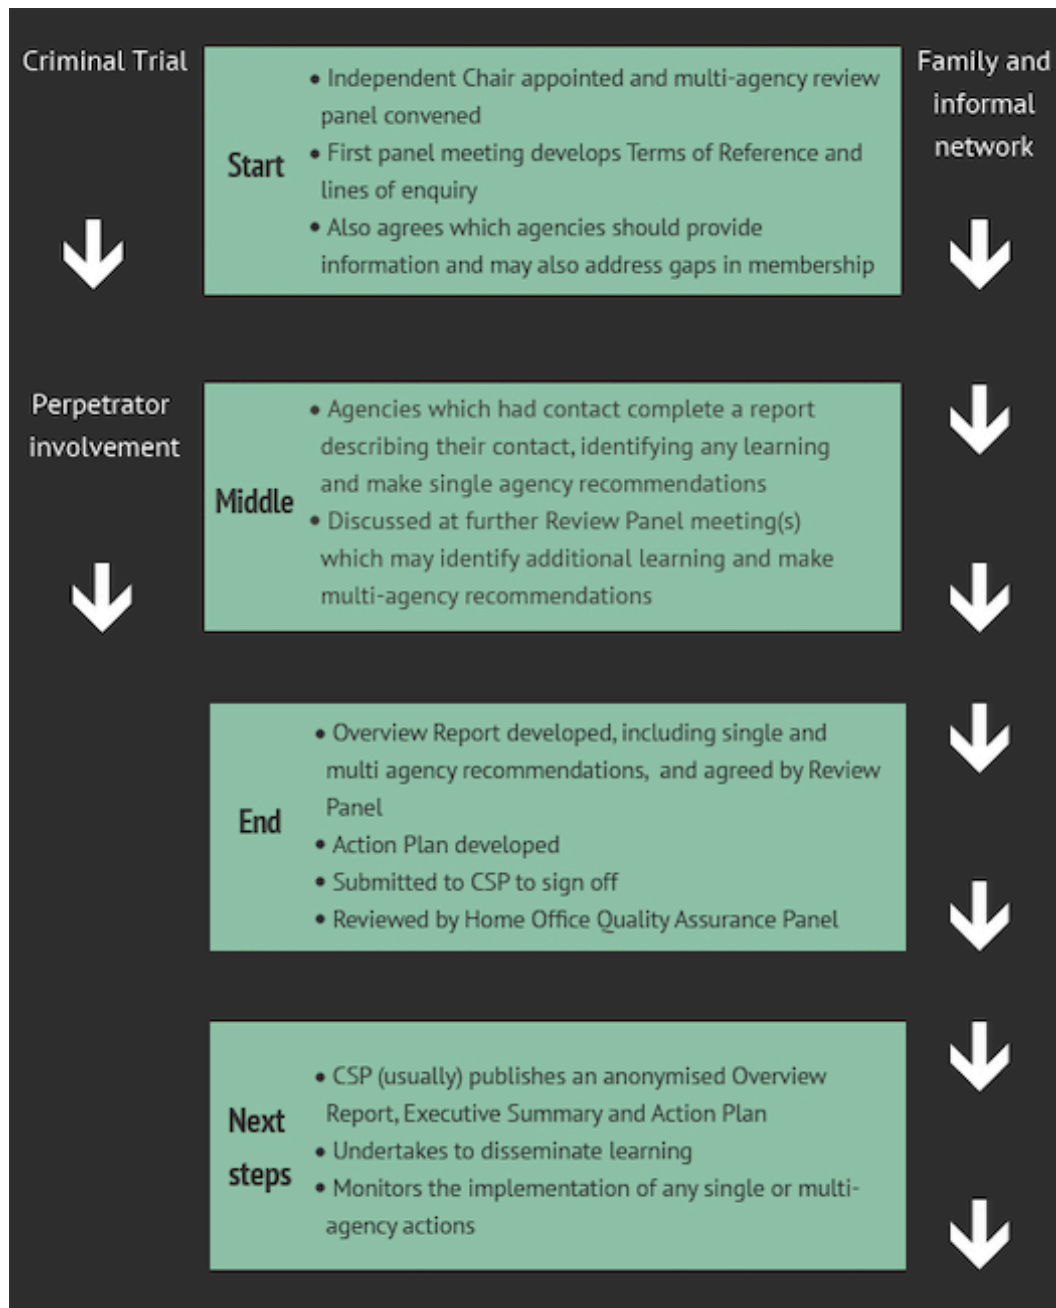 Criminal Trial
Start
• Independent Chair appointed and multi-agency review
panel convened
• First panel meeting develops Terms of Reference and
lines of enquiry
• Also agrees which agencies should provide
information and may also address gaps in membership
Family and
informal
network
Perpetrator
involvement
Middle
• Agencies which had contact complete a report
describing their contact, identifying any learning
and make single agency recommendations
• Discussed at further Review Panel meeting(s)
which may identify additional learning and make
multi-agency recommendations
End
• Overview Report developed, including single and
multi agency recommendations, and agreed by Review
Panel
• Action Plan developed
• Submitted to CSP to sign off
• Reviewed by Home Office Quality Assurance Panel
Next
steps
• CSP (usually) publishes an anonymised Overview
Report, Executive Summary and Action Plan
• Undertakes to disseminate learning
• Monitors the implementation of any single or multi-
agency actions